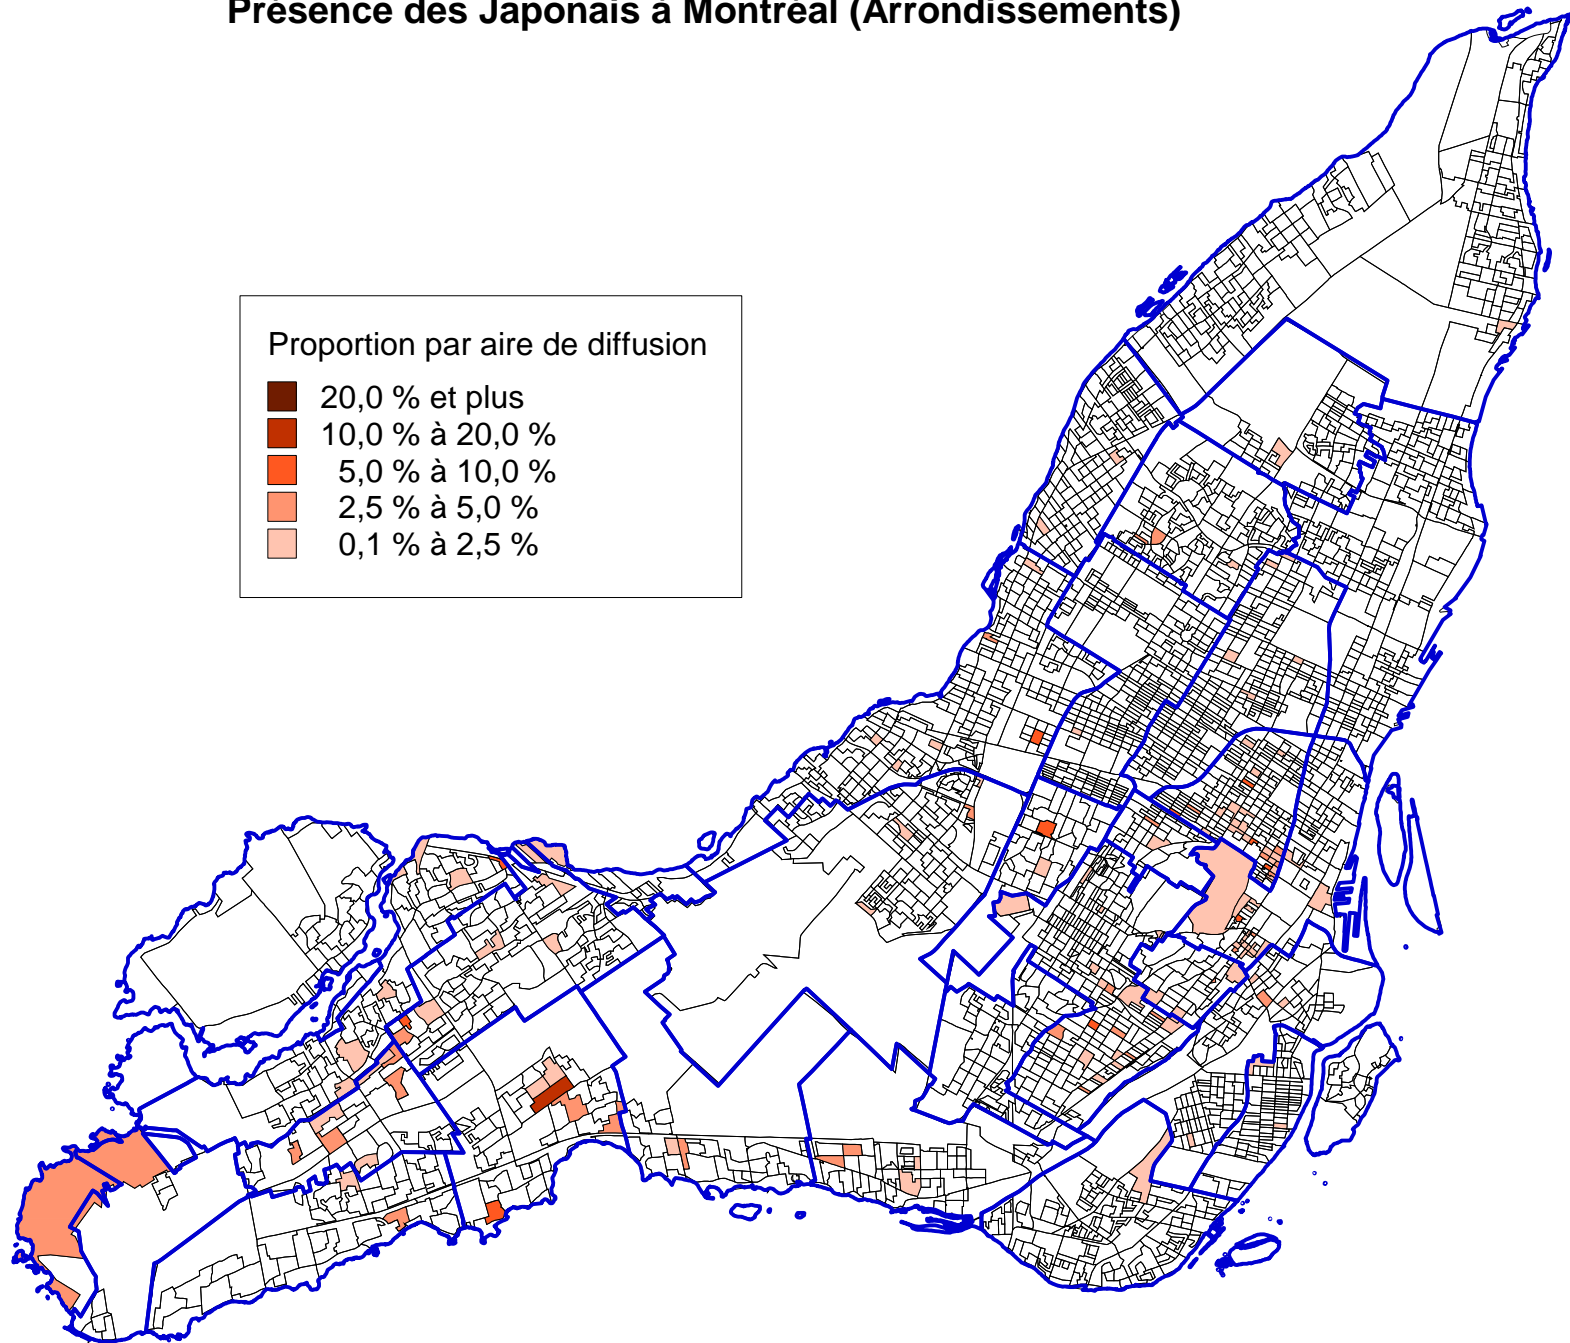 Présence des Japonais à Montréal (Arrondissements)
Proportion par aire de diffusion
20,0 % et plus
10,0 % à 20,0 %
5,0 % à 10,0 %
2,5 % à 5,0 %
0,1 % à 2,5 %